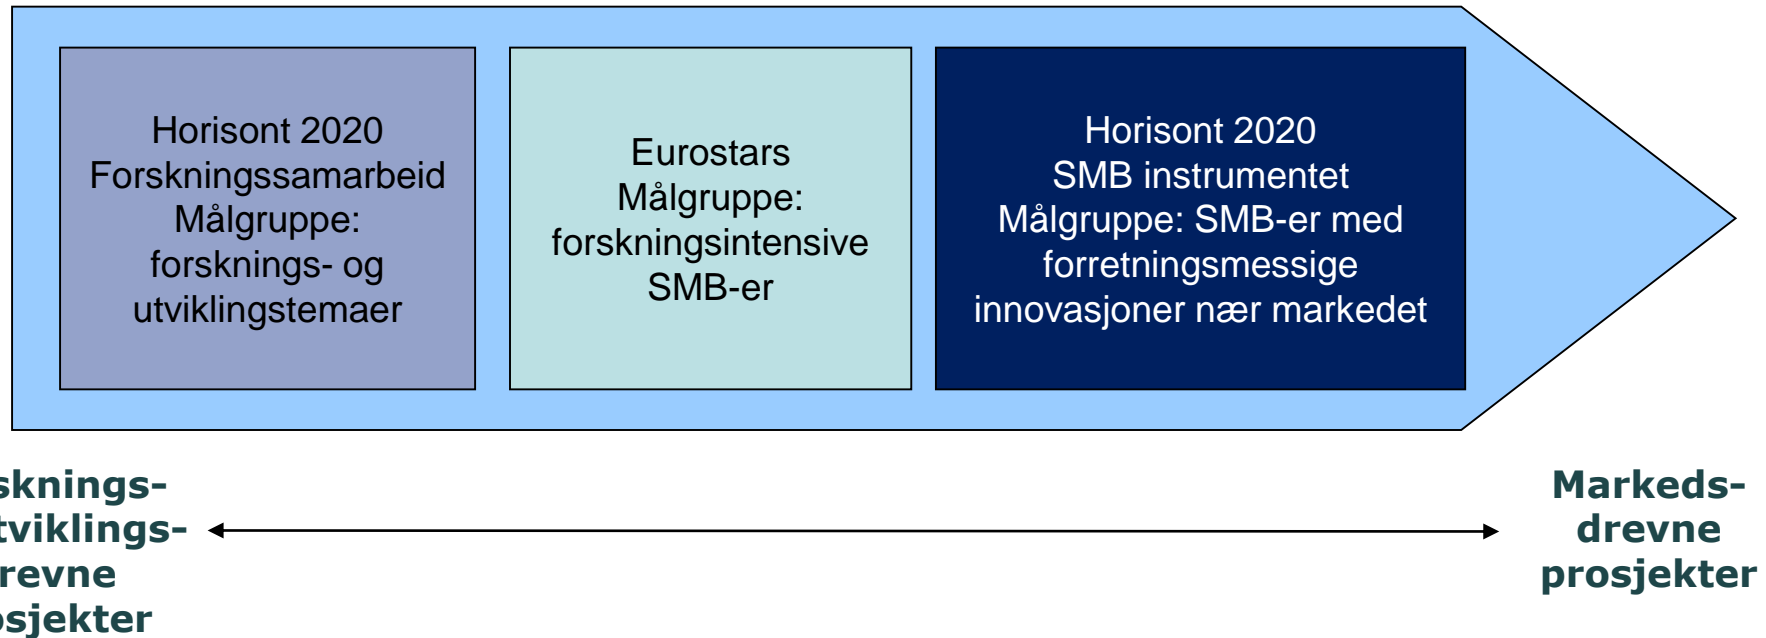 Horisont 2020
Forskningssamarbeid
Målgruppe:
forsknings- og
utviklingstemaer
Eurostars
Målgruppe:
forskningsintensive
SMB-er
Horisont 2020
SMB instrumentet
Målgruppe: SMB-er med
forretningsmessige
innovasjoner nær markedet
Markeds-
drevne
prosjekter